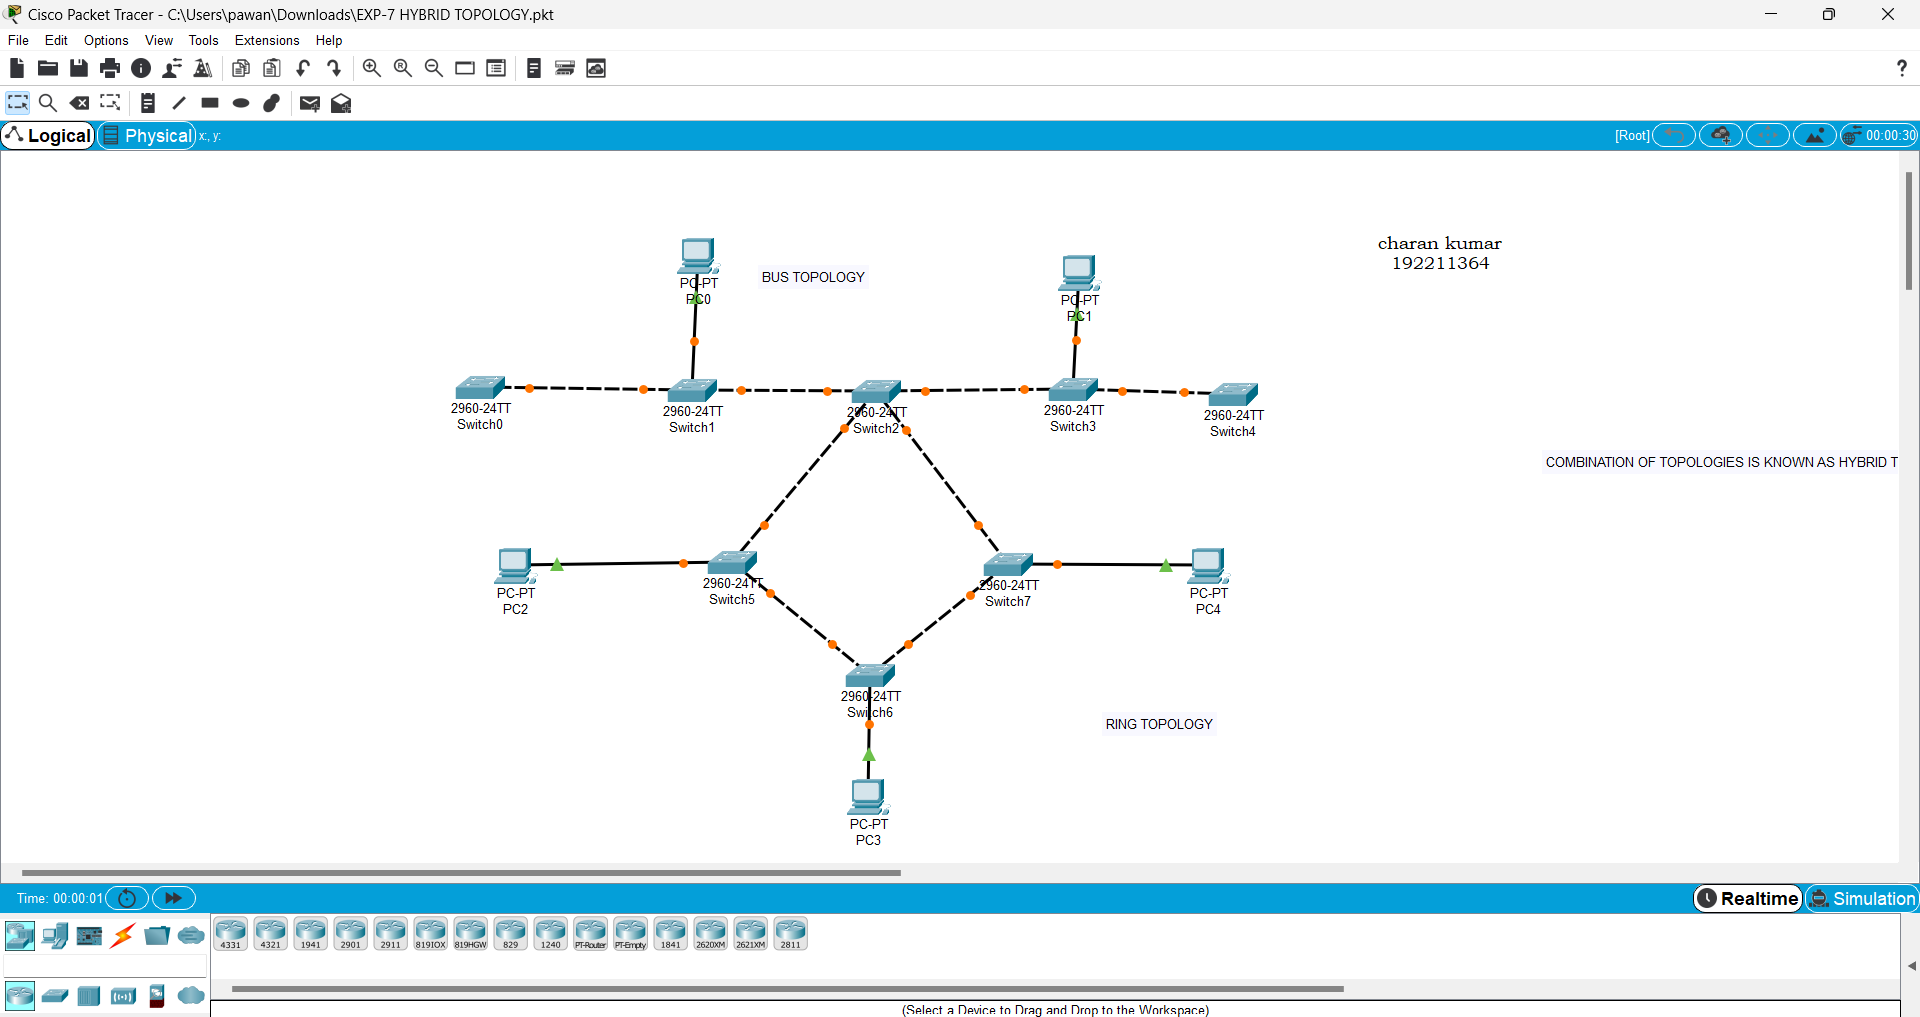 Cisco Packet Tracer - C:\Users\pawan\Downloads\EXP-7 HYBRID TOPOLOGY.pkt
File Edit Options View Tools Extensions Help
?
Logical Physical x:, y: [Root] 00:00:30
charan kumar
192211364
BUS TOPOLOGY
PC-PT
PC0
PC-PT
PC1
2960-24TT
Switch0
2960-24TT
Switch1
2960-24TT
Switch2
2960-24TT
Switch3
2960-24TT
Switch4
COMBINATION OF TOPOLOGIES IS KNOWN AS HYBRID T
PC-PT
PC2
2960-24TT
Switch5
2960-24TT
Switch7
PC-PT
PC4
2960-24TT
Switch6
RING TOPOLOGY
PC-PT
PC3
Time: 00:00:01 Realtime Simulation
4331 4321 1941 2901 2911 819IOX 819HGW 829 1240 PT-Router PT-Empty 1841 2620XM 2621XM 2811
(Select a Device to Drag and Drop to the Workspace)